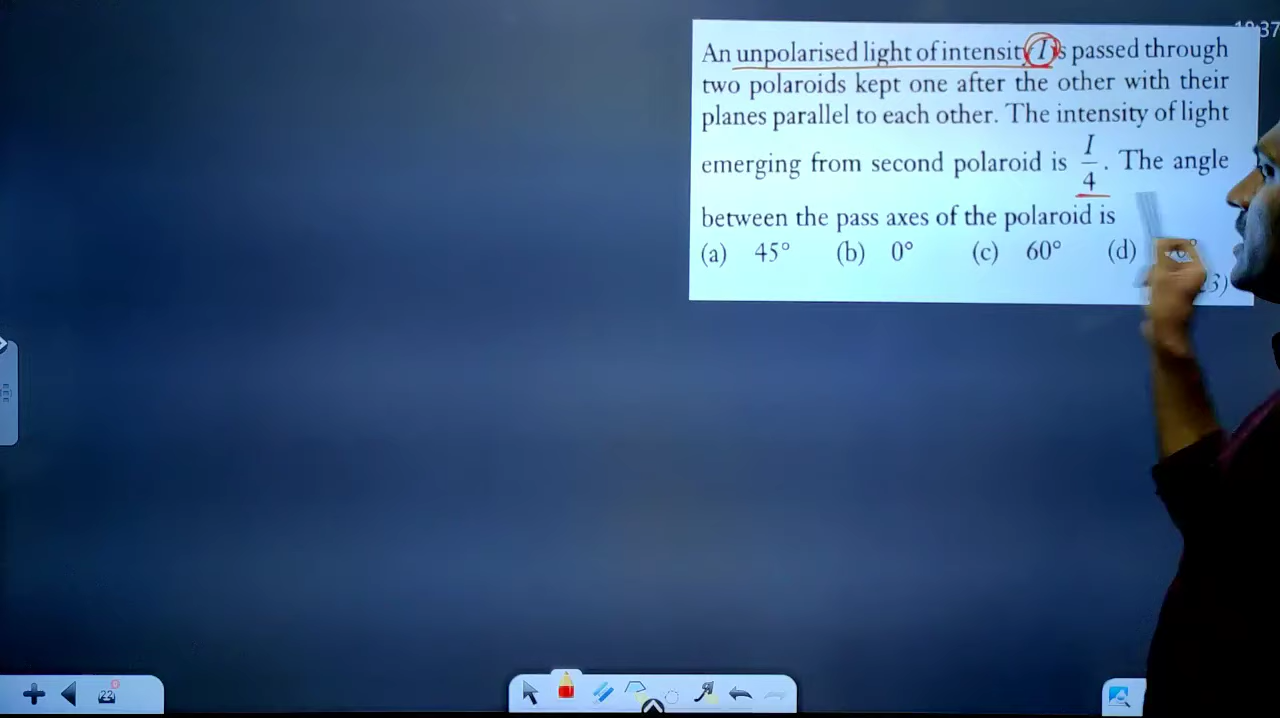 An unpolarised light of intensity I is passed through
two polaroids kept one after the other with their
planes parallel to each other. The intensity of light
emerging from second polaroid is I/4. The angle
between the pass axes of the polaroid is
(a) 45° (b) 0° (c) 60° (d)
3)
23